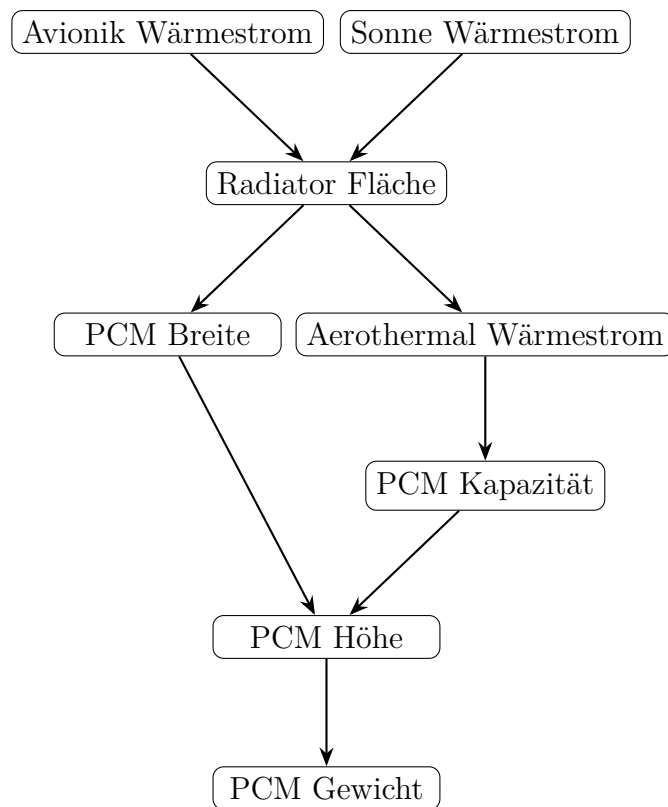 Avionik Wärmestrom
Sonne Wärmestrom
Radiator Fläche
PCM Breite
Aerothermal Wärmestrom
PCM Kapazität
PCM Höhe
PCM Gewicht